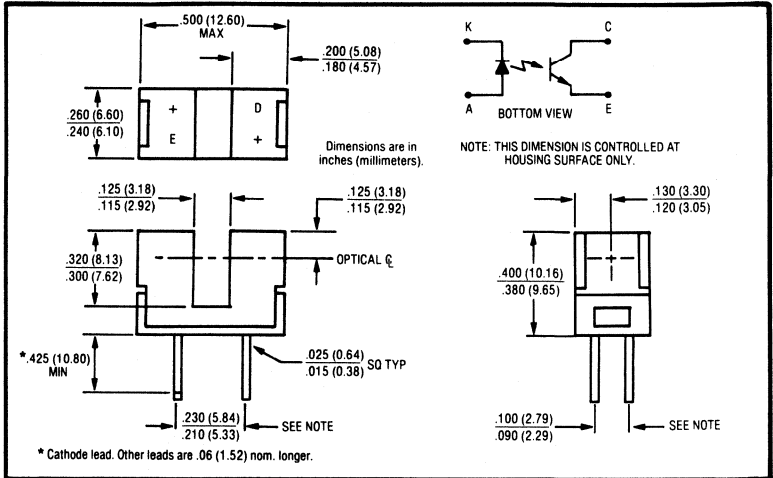 .500 (12.60)
MAX
.200 (5.08)
.180 (4.57)
K
C
A
E
BOTTOM VIEW
.260 (6.60)
.240 (6.10)
+
D
E
+
Dimensions are in
inches (millimeters).
NOTE: THIS DIMENSION IS CONTROLLED AT
HOUSING SURFACE ONLY.
.125 (3.18)
.115 (2.92)
.125 (3.18)
.115 (2.92)
.130 (3.30)
.120 (3.05)
.320 (8.13)
.300 (7.62)
OPTICAL ℄
.400 (10.16)
.380 (9.65)
*.425 (10.80)
MIN
.025 (0.64)
.015 (0.38)
SQ TYP
.230 (5.84)
.210 (5.33)
SEE NOTE
.100 (2.79)
.090 (2.29)
SEE NOTE
* Cathode lead. Other leads are .06 (1.52) nom. longer.